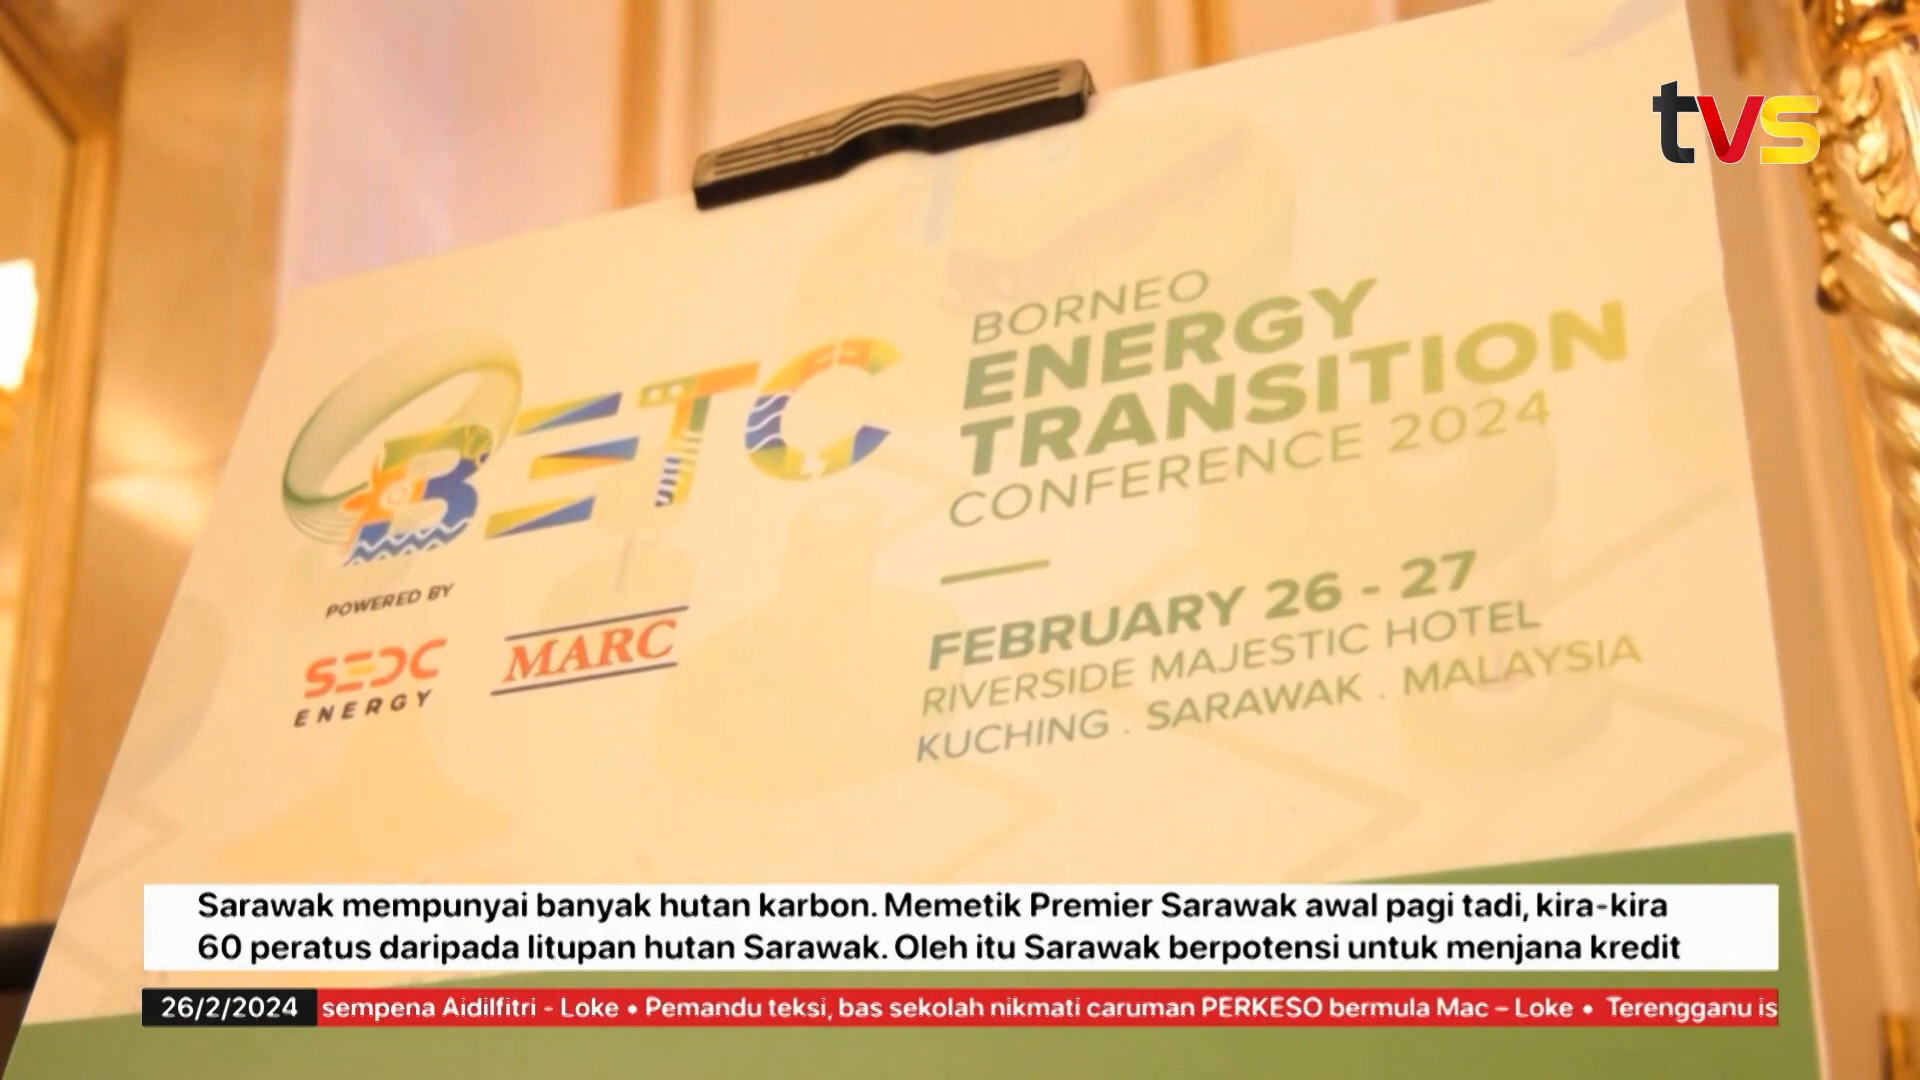 tvs
BETC
BORNEO
ENERGY
TRANSITION
CONFERENCE 2024
POWERED BY
SEDC
ENERGY
MARC
FEBRUARY 26 - 27
RIVERSIDE MAJESTIC HOTEL
KUCHING . SARAWAK . MALAYSIA
Sarawak mempunyai banyak hutan karbon. Memetik Premier Sarawak awal pagi tadi, kira-kira
60 peratus daripada litupan hutan Sarawak. Oleh itu Sarawak berpotensi untuk menjana kredit
26/2/2024 sempena Aidilfitri - Loke • Pemandu teksi, bas sekolah nikmati caruman PERKESO bermula Mac – Loke • Terengganu is